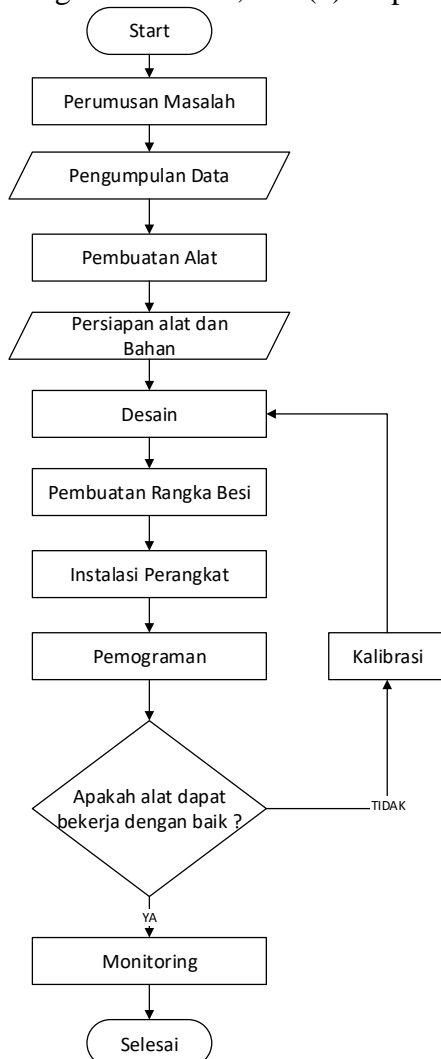 Start
Perumusan Masalah
Pengumpulan Data
Pembuatan Alat
Persiapan alat dan
Bahan
Desain
Pembuatan Rangka Besi
Instalasi Perangkat
Pemograman
Kalibrasi
Apakah alat dapat
bekerja dengan baik ?
TIDAK
YA
Monitoring
Selesai